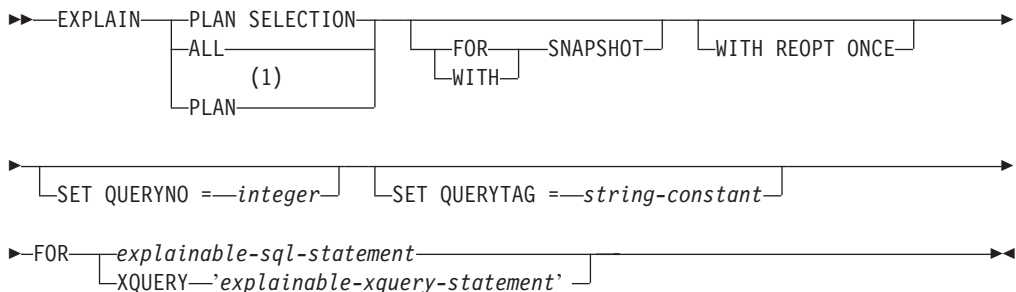 EXPLAIN PLAN SELECTION
ALL FOR SNAPSHOT WITH REOPT ONCE
(1) WITH
PLAN
SET QUERYNO = integer SET QUERYTAG = string-constant
FOR explainable-sql-statement
XQUERY 'explainable-xquery-statement'